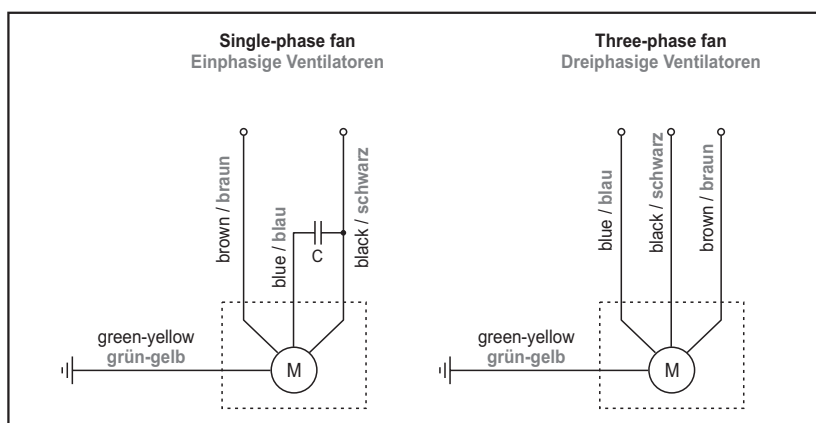 Single-phase fan
Einphasige Ventilatoren
brown / braun
blue / blau
C
black / schwarz
green-yellow
grün-gelb
M
Three-phase fan
Dreiphasige Ventilatoren
blue / blau
black / schwarz
brown / braun
green-yellow
grün-gelb
M